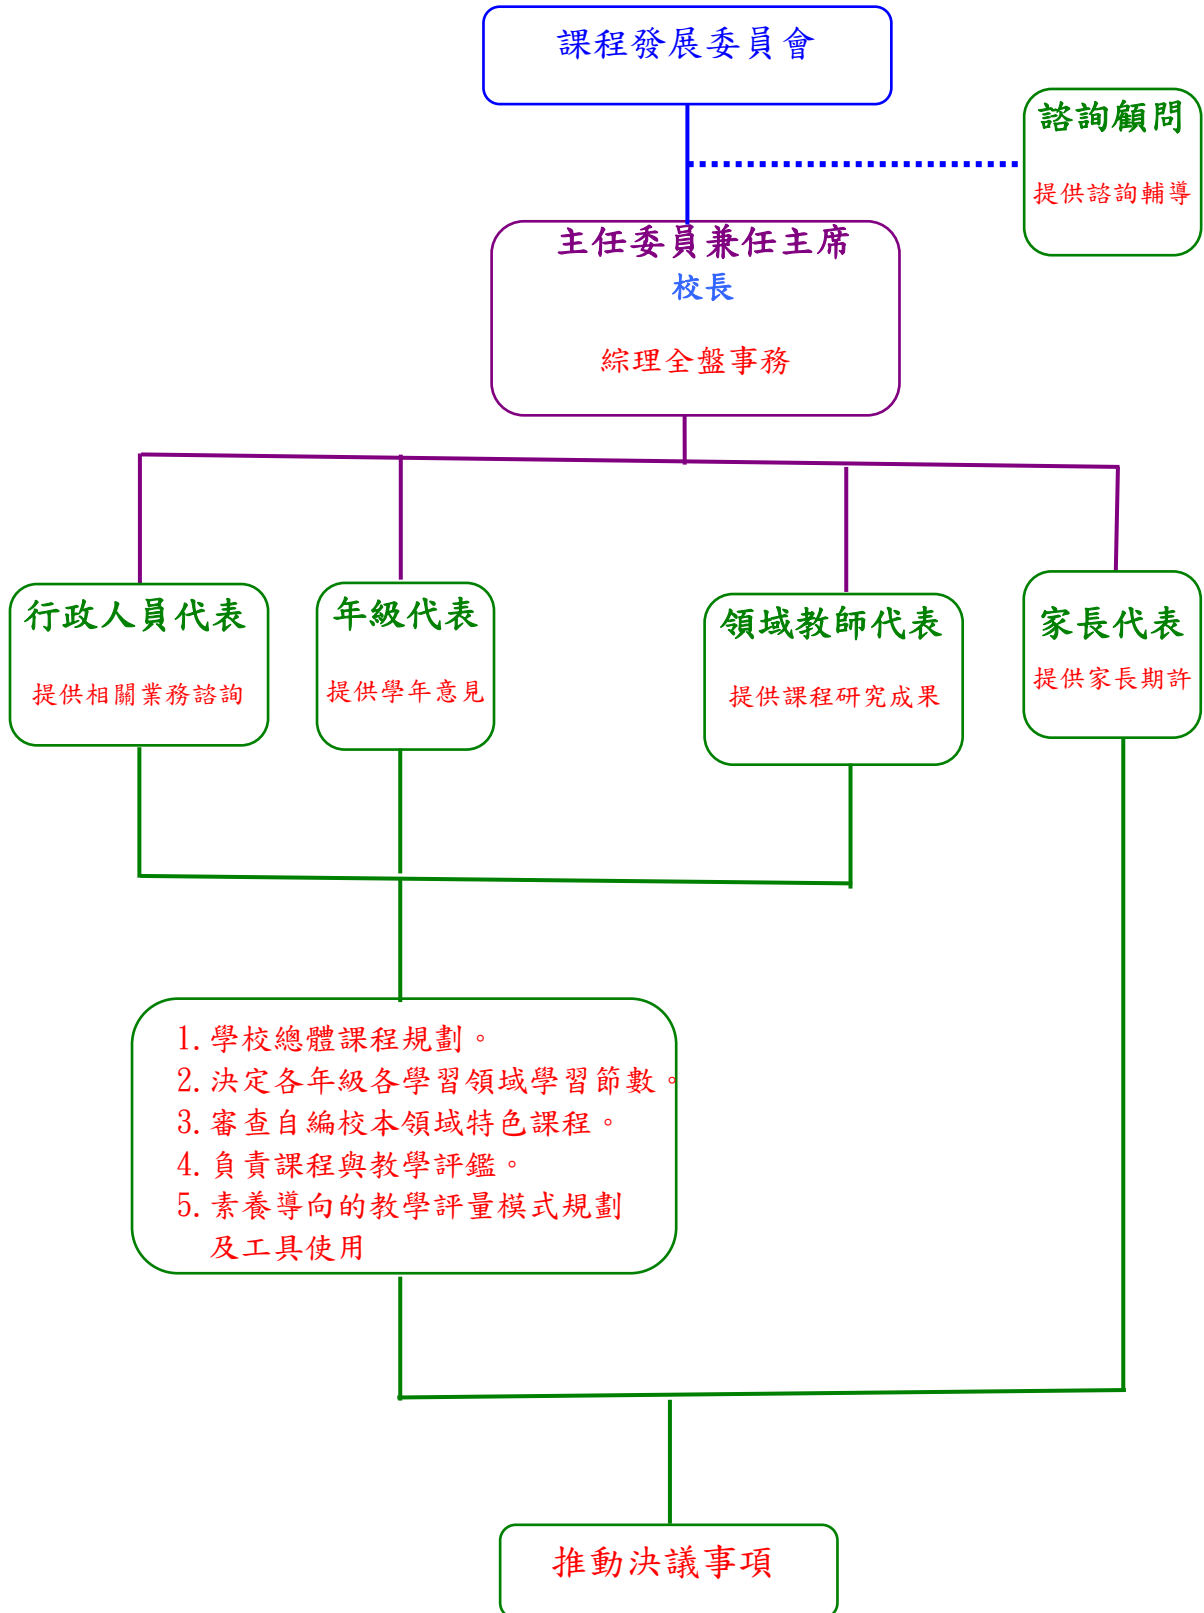 課程發展委員會
諮詢顧問
提供諮詢輔導
主任委員兼任主席
校長
綜理全盤事務
行政人員代表
提供相關業務諮詢
年級代表
提供學年意見
領域教師代表
提供課程研究成果
家長代表
提供家長期許
1. 學校總體課程規劃。
2. 決定各年級各學習領域學習節數。
3. 審查自編校本領域特色課程。
4. 負責課程與教學評鑑。
5. 素養導向的教學評量模式規劃
及工具使用
推動決議事項